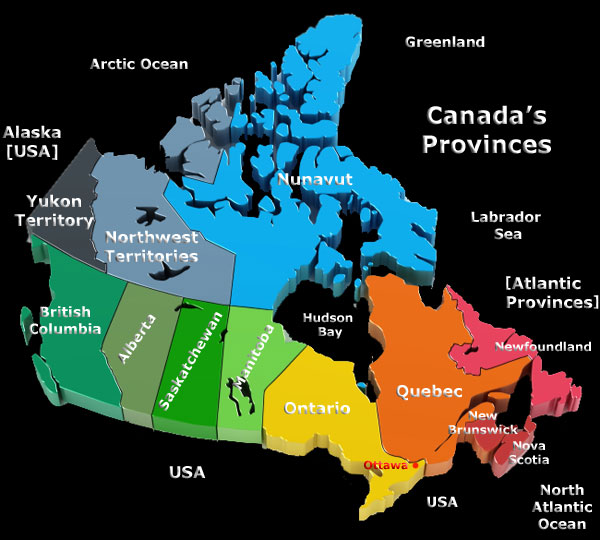 Greenland
Arctic Ocean
Canada's
Provinces
Alaska
[USA]
Nunavut
Yukon
Territory
Labrador
Sea
Northwest
Territories
[Atlantic
Provinces]
British
Columbia
Hudson
Bay
Alberta
Saskatchewan
Manitoba
Newfoundland
Quebec
Ontario
New
Brunswick
Nova
Scotia
Ottawa
USA
USA
North
Atlantic
Ocean